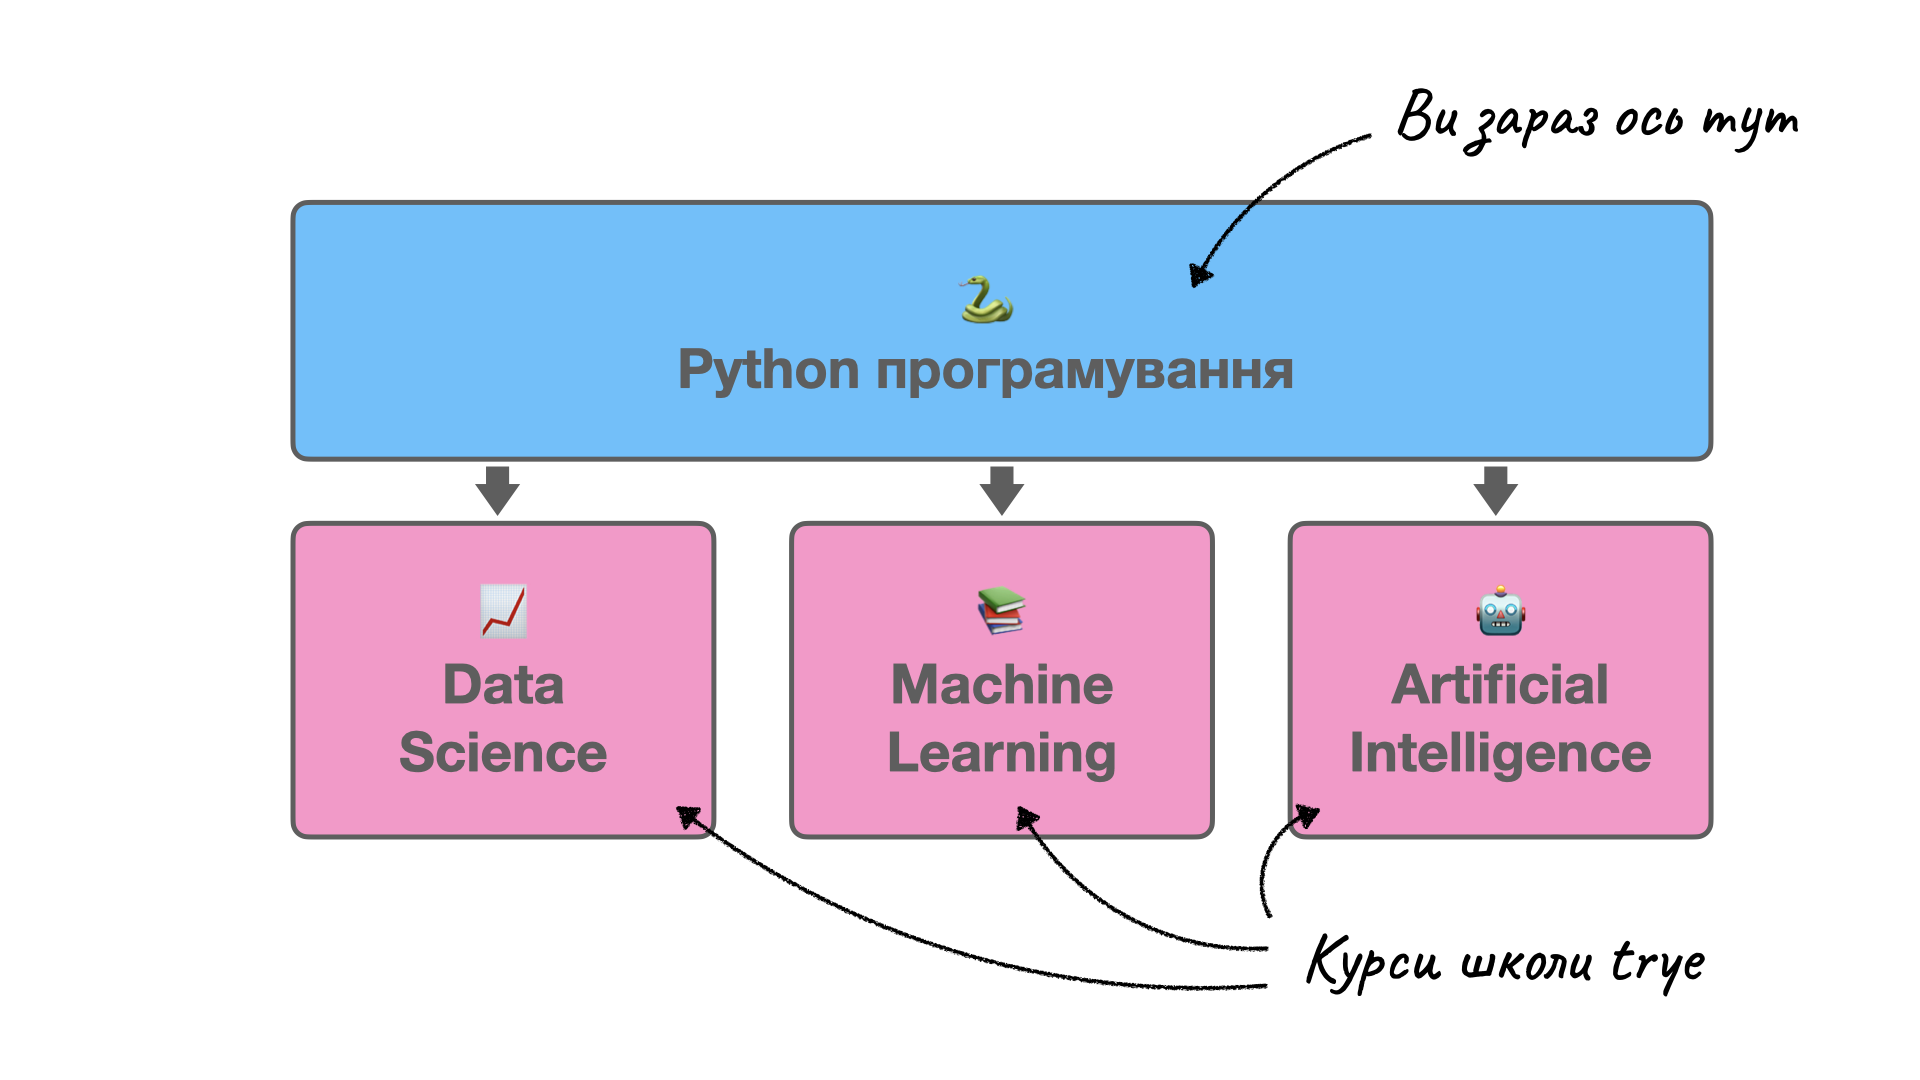 Ви зараз ось тут
Python програмування
Data
Science
Machine
Learning
Artificial
Intelligence
Курси школи trye